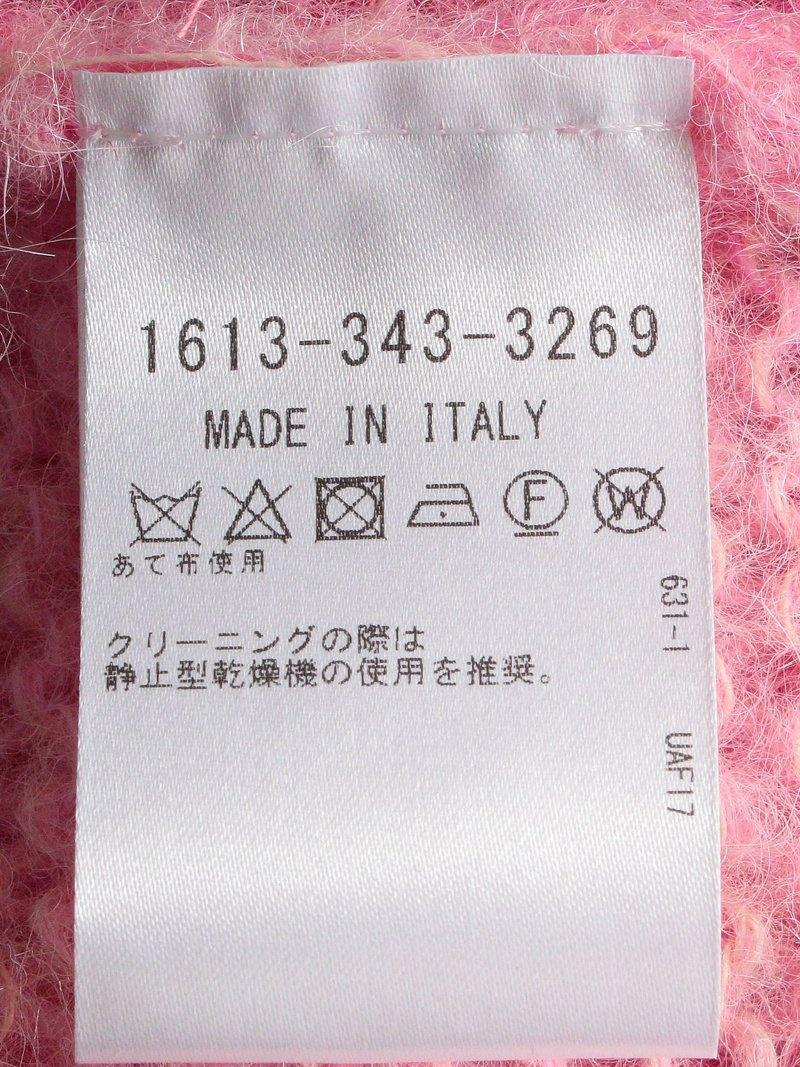 1613-343-3269
MADE IN ITALY
F W
あて布使用
クリーニングの際は
静止型乾燥機の使用を推奨。
631-1
UAF17